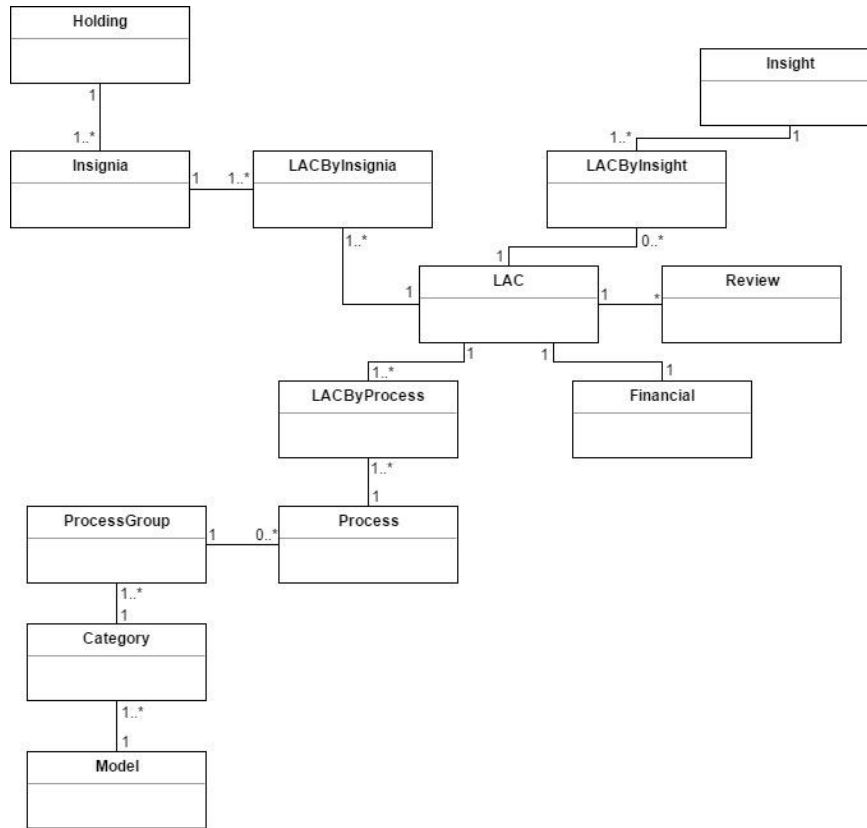 Holding
Insight
1
1..*
1
1..*
Insignia
LACByInsignia
LACByInsight
1
1..*
1..*
0..*
1
LAC
Review
1
1
*
1
1
1..*
1
LACByProcess
Financial
1..*
1
ProcessGroup
Process
1
0..*
1..*
1
Category
1..*
1
Model